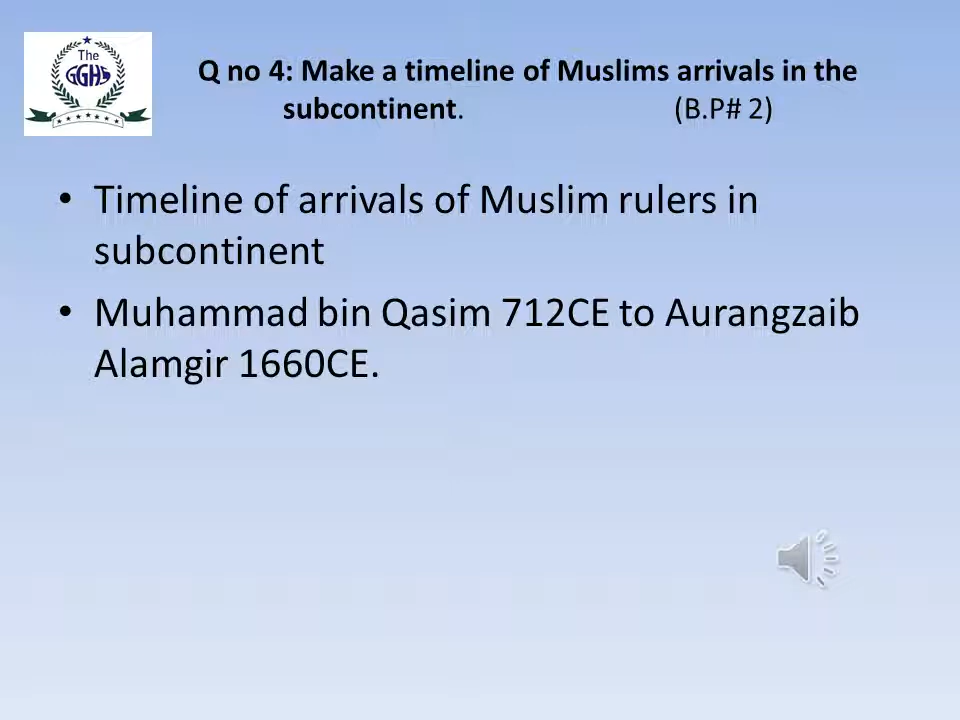 The
GGHS
Q no 4: Make a timeline of Muslims arrivals in the
subcontinent. (B.P# 2)
• Timeline of arrivals of Muslim rulers in
subcontinent
• Muhammad bin Qasim 712CE to Aurangzaib
Alamgir 1660CE.